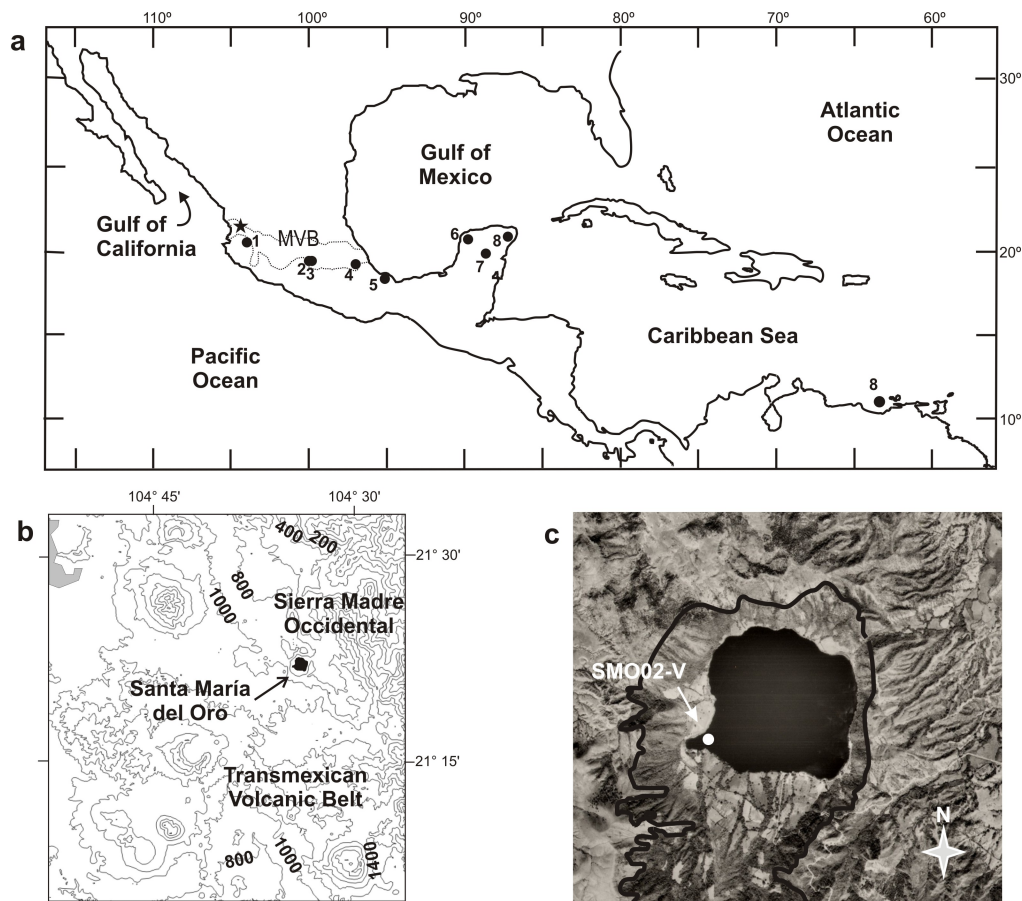 110º 100º 90º 80º 70º 60º
a
30º
Atlantic
Ocean
Gulf of
Mexico
Gulf of
California
MVB
1
2
3
4
5
6
7
8
4
20º
Caribbean Sea
Pacific
Ocean
8
10º
b
104° 45' 104° 30'
400 200
21° 30'
800
1000
Sierra Madre
Occidental
Santa María
del Oro
21° 15'
Transmexican
Volcanic Belt
800
1000
1400
c
SMO02-V
N